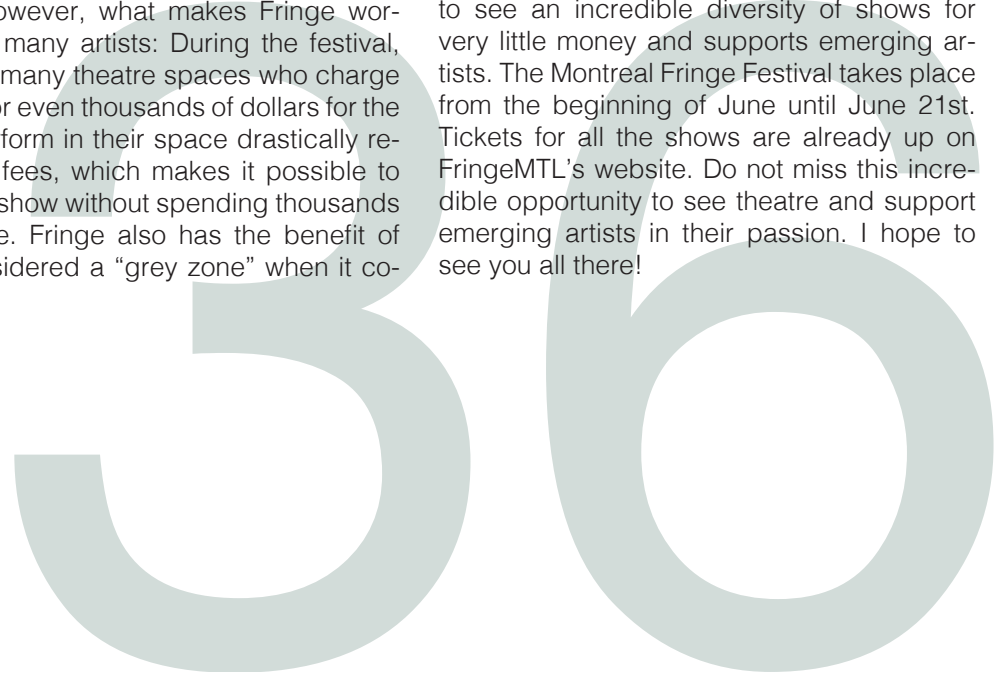 owever, what makes Fringe wor-
many artists: During the festival,
many theatre spaces who charge
or even thousands of dollars for the
form in their space drastically re-
fees, which makes it possible to
show without spending thousands
e. Fringe also has the benefit of
sidered a “grey zone” when it co-
to see an incredible diversity of shows for
very little money and supports emerging ar-
tists. The Montreal Fringe Festival takes place
from the beginning of June until June 21st.
Tickets for all the shows are already up on
FringeMTL’s website. Do not miss this incre-
dible opportunity to see theatre and support
emerging artists in their passion. I hope to
see you all there!
36